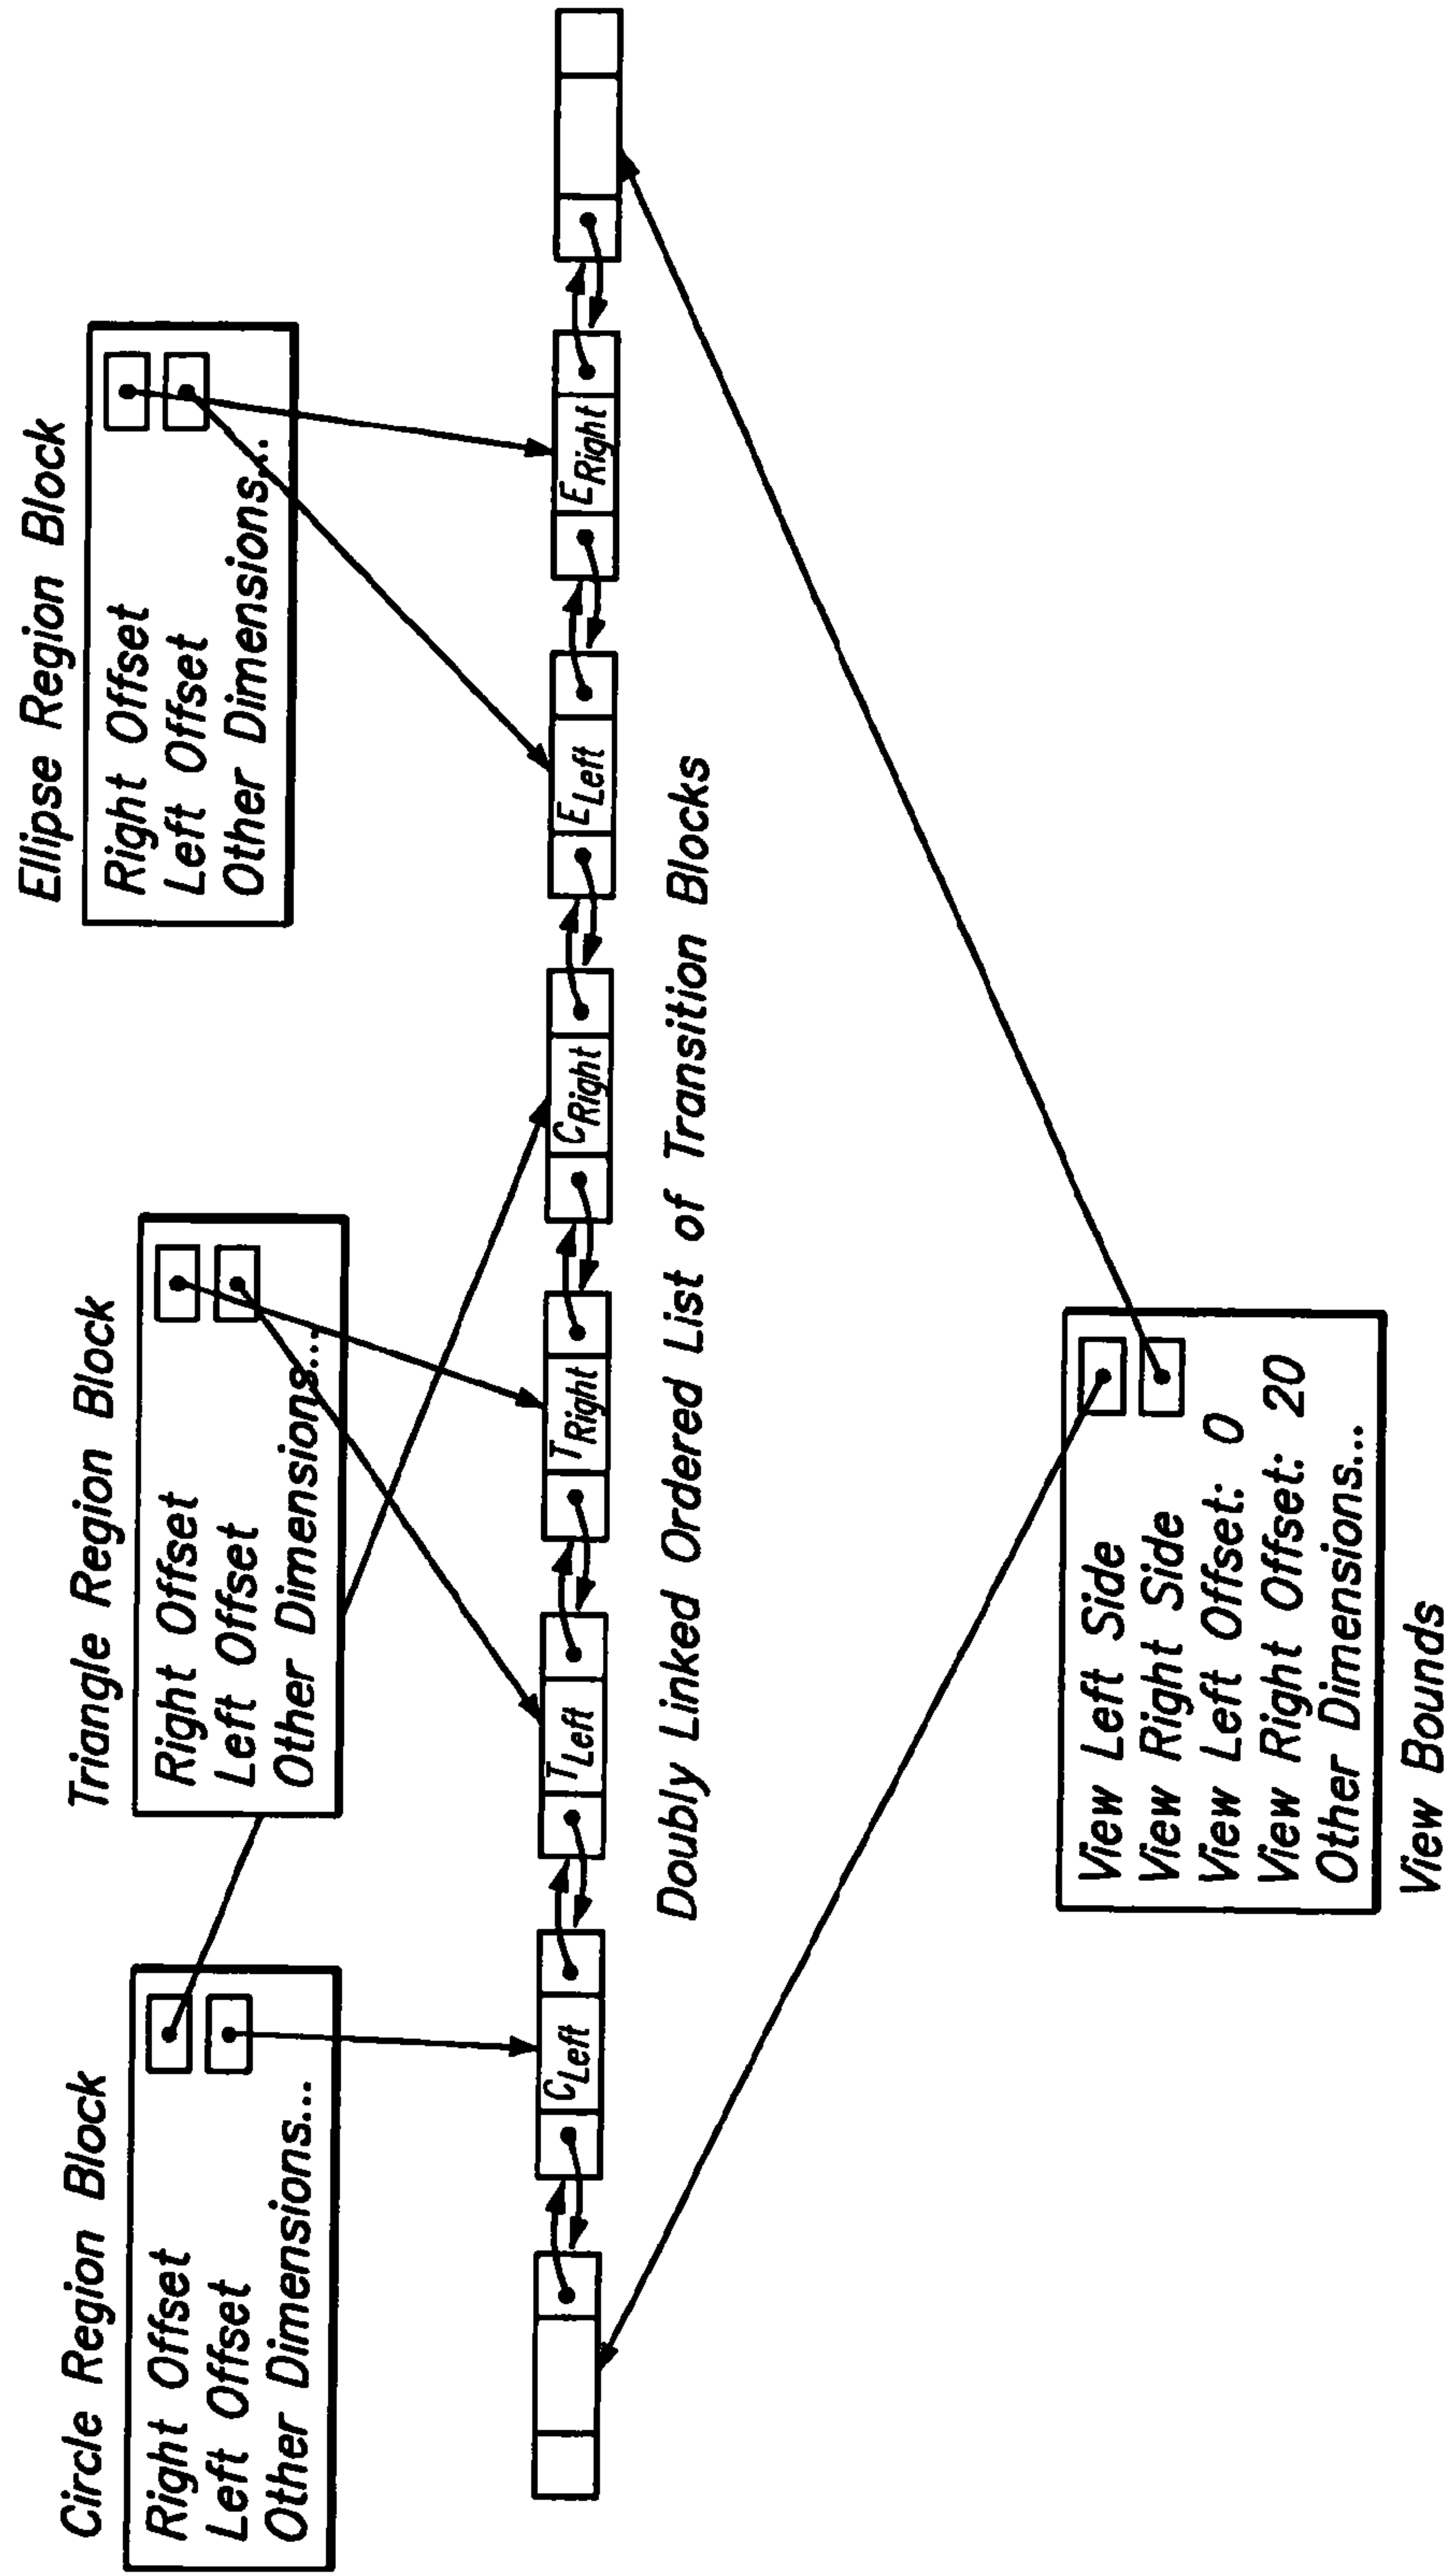 Circle Region Block
Right Offset
Left Offset
Other Dimensions...
Triangle Region Block
Right Offset
Left Offset
Other Dimensions...
Ellipse Region Block
Right Offset
Left Offset
Other Dimensions...
CLeft
TLeft
TRight
CRight
ELeft
ERight
Doubly Linked Ordered List of Transition Blocks
View Left Side
View Right Side
View Left Offset: 0
View Right Offset: 20
Other Dimensions...
View Bounds